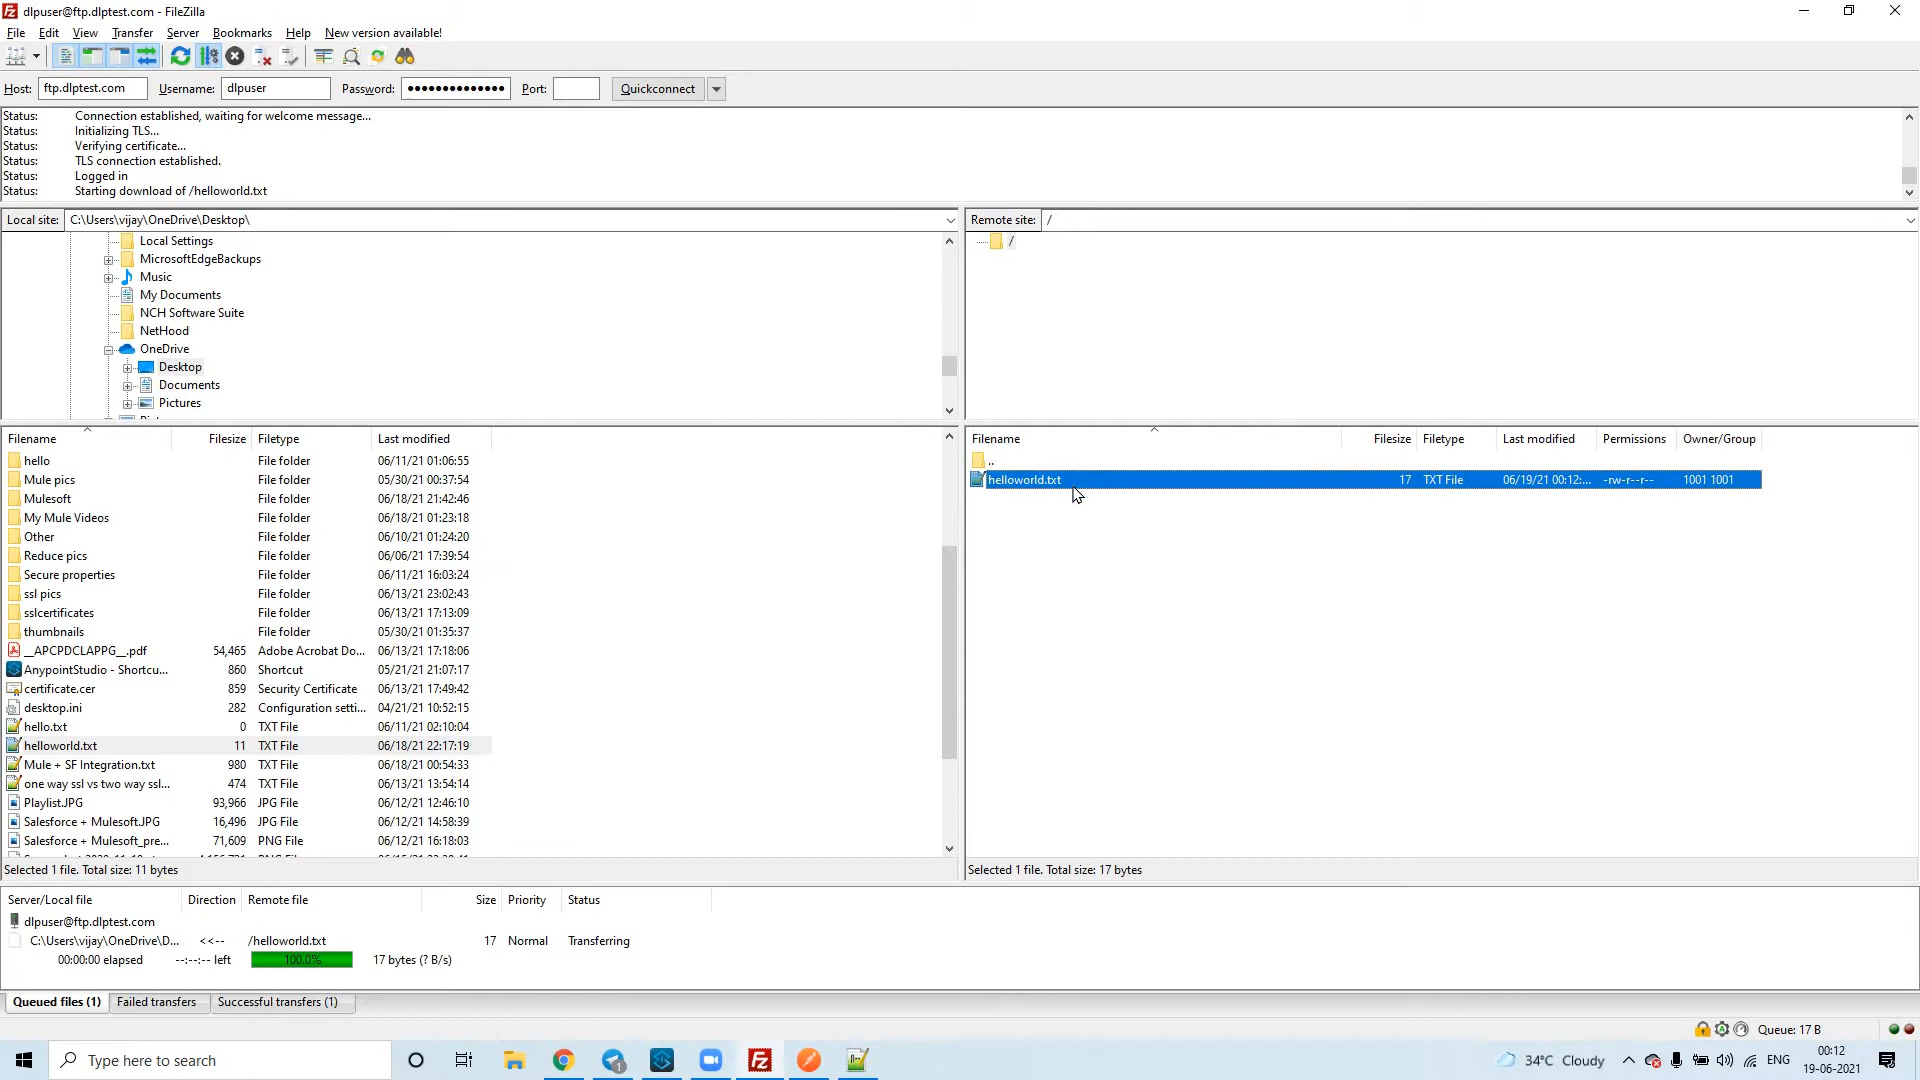 dlpuser@ftp.dlptest.com - FileZilla
File Edit View Transfer Server Bookmarks Help New version available!
Host: ftp.dlptest.com Username: dlpuser Password: ●●●●●●●●●●●●●● Port: Quickconnect
Status: Connection established, waiting for welcome message...
Status: Initializing TLS...
Status: Verifying certificate...
Status: TLS connection established.
Status: Logged in
Status: Starting download of /helloworld.txt
Local site: C:\Users\vijay\OneDrive\Desktop\
Local Settings
MicrosoftEdgeBackups
Music
My Documents
NCH Software Suite
NetHood
OneDrive
Desktop
Documents
Pictures
Remote site: /
/
Filename Filesize Filetype Last modified
hello File folder 06/11/21 01:06:55
Mule pics File folder 05/30/21 00:37:54
Mulesoft File folder 06/18/21 21:42:46
My Mule Videos File folder 06/18/21 01:23:18
Other File folder 06/10/21 01:24:20
Reduce pics File folder 06/06/21 17:39:54
Secure properties File folder 06/11/21 16:03:24
ssl pics File folder 06/13/21 23:02:43
sslcertificates File folder 06/13/21 17:13:09
thumbnails File folder 05/30/21 01:35:37
__APCPDCLAPPG__.pdf 54,465 Adobe Acrobat Do... 06/13/21 17:18:06
AnypointStudio - Shortcu... 860 Shortcut 05/21/21 21:07:17
certificate.cer 859 Security Certificate 06/13/21 17:49:42
desktop.ini 282 Configuration setti... 04/21/21 10:52:15
hello.txt 0 TXT File 06/11/21 02:10:04
helloworld.txt 11 TXT File 06/18/21 22:17:19
Mule + SF Integration.txt 980 TXT File 06/18/21 00:54:33
one way ssl vs two way ssl... 474 TXT File 06/13/21 13:54:14
Playlist.JPG 93,966 JPG File 06/12/21 12:46:10
Salesforce + Mulesoft.JPG 16,496 JPG File 06/12/21 14:58:39
Salesforce + Mulesoft_pre... 71,609 PNG File 06/12/21 16:18:03
Selected 1 file. Total size: 11 bytes
Filename Filesize Filetype Last modified Permissions Owner/Group
..
helloworld.txt 17 TXT File 06/19/21 00:12:... -rw-r--r-- 1001 1001
Selected 1 file. Total size: 17 bytes
Server/Local file Direction Remote file Size Priority Status
dlpuser@ftp.dlptest.com
C:\Users\vijay\OneDrive\D... <<-- /helloworld.txt 17 Normal Transferring
00:00:00 elapsed --:--:-- left 100.0% 17 bytes (? B/s)
Queued files (1) Failed transfers Successful transfers (1)
Queue: 17 B
Type here to search
34°C Cloudy
ENG
00:12
19-06-2021